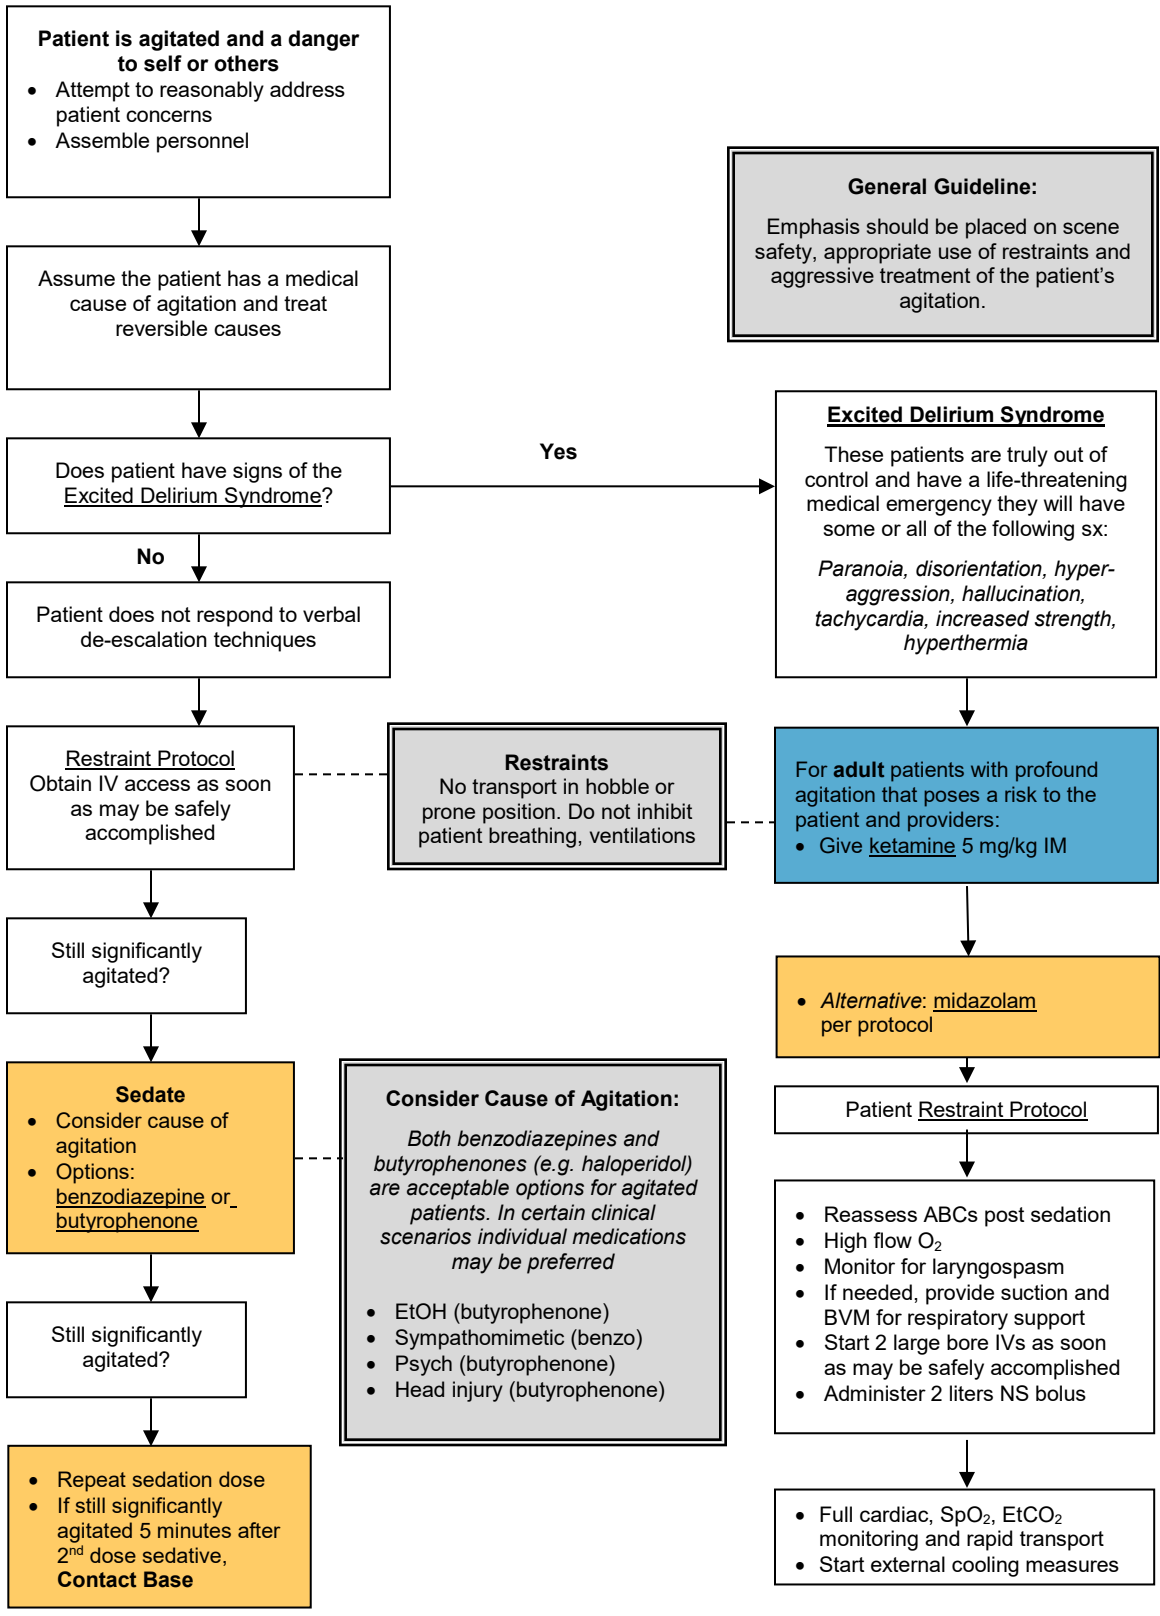 Patient is agitated and a danger
to self or others
• Attempt to reasonably address
patient concerns
• Assemble personnel
General Guideline:
Emphasis should be placed on scene
safety, appropriate use of restraints and
aggressive treatment of the patient’s
agitation.
Assume the patient has a medical
cause of agitation and treat
reversible causes
Does patient have signs of the
Excited Delirium Syndrome?
Yes
No
Excited Delirium Syndrome
These patients are truly out of
control and have a life-threatening
medical emergency they will have
some or all of the following sx:
Paranoia, disorientation, hyper-
aggression, hallucination,
tachycardia, increased strength,
hyperthermia
Patient does not respond to verbal
de-escalation techniques
Restraint Protocol
Obtain IV access as soon
as may be safely
accomplished
Restraints
No transport in hobble or
prone position. Do not inhibit
patient breathing, ventilations
For adult patients with profound
agitation that poses a risk to the
patient and providers:
• Give ketamine 5 mg/kg IM
Still significantly
agitated?
• Alternative: midazolam
per protocol
Sedate
• Consider cause of
agitation
• Options:
benzodiazepine or
butyrophenone
Consider Cause of Agitation:
Both benzodiazepines and
butyrophenones (e.g. haloperidol)
are acceptable options for agitated
patients. In certain clinical
scenarios individual medications
may be preferred
• EtOH (butyrophenone)
• Sympathomimetic (benzo)
• Psych (butyrophenone)
• Head injury (butyrophenone)
Patient Restraint Protocol
• Reassess ABCs post sedation
• High flow O₂
• Monitor for laryngospasm
• If needed, provide suction and
BVM for respiratory support
• Start 2 large bore IVs as soon
as may be safely accomplished
• Administer 2 liters NS bolus
Still significantly
agitated?
• Repeat sedation dose
• If still significantly
agitated 5 minutes after
2nd dose sedative,
Contact Base
• Full cardiac, SpO₂, EtCO₂
monitoring and rapid transport
• Start external cooling measures